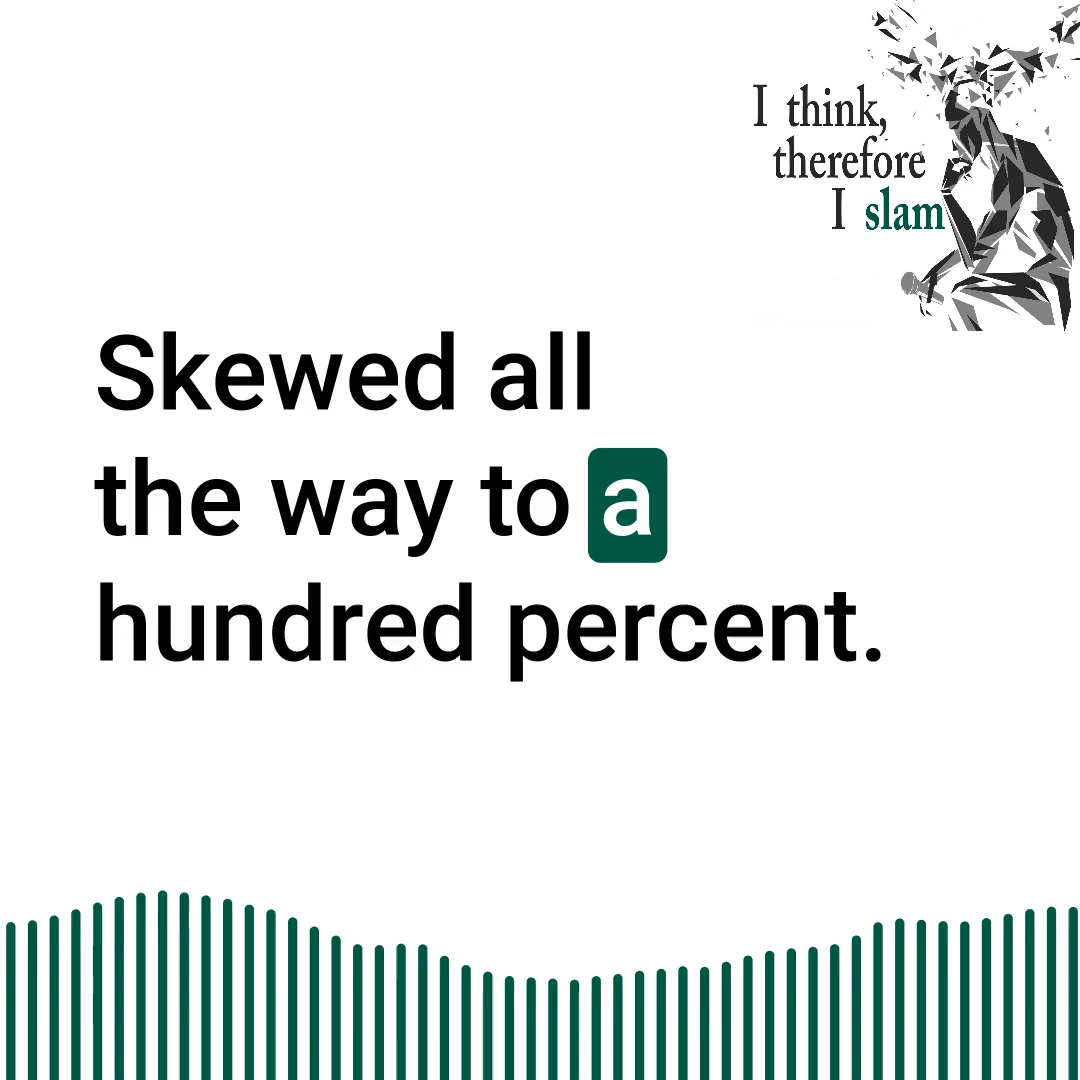 I think,
therefore
I slam
Skewed all
the way to a
hundred percent.